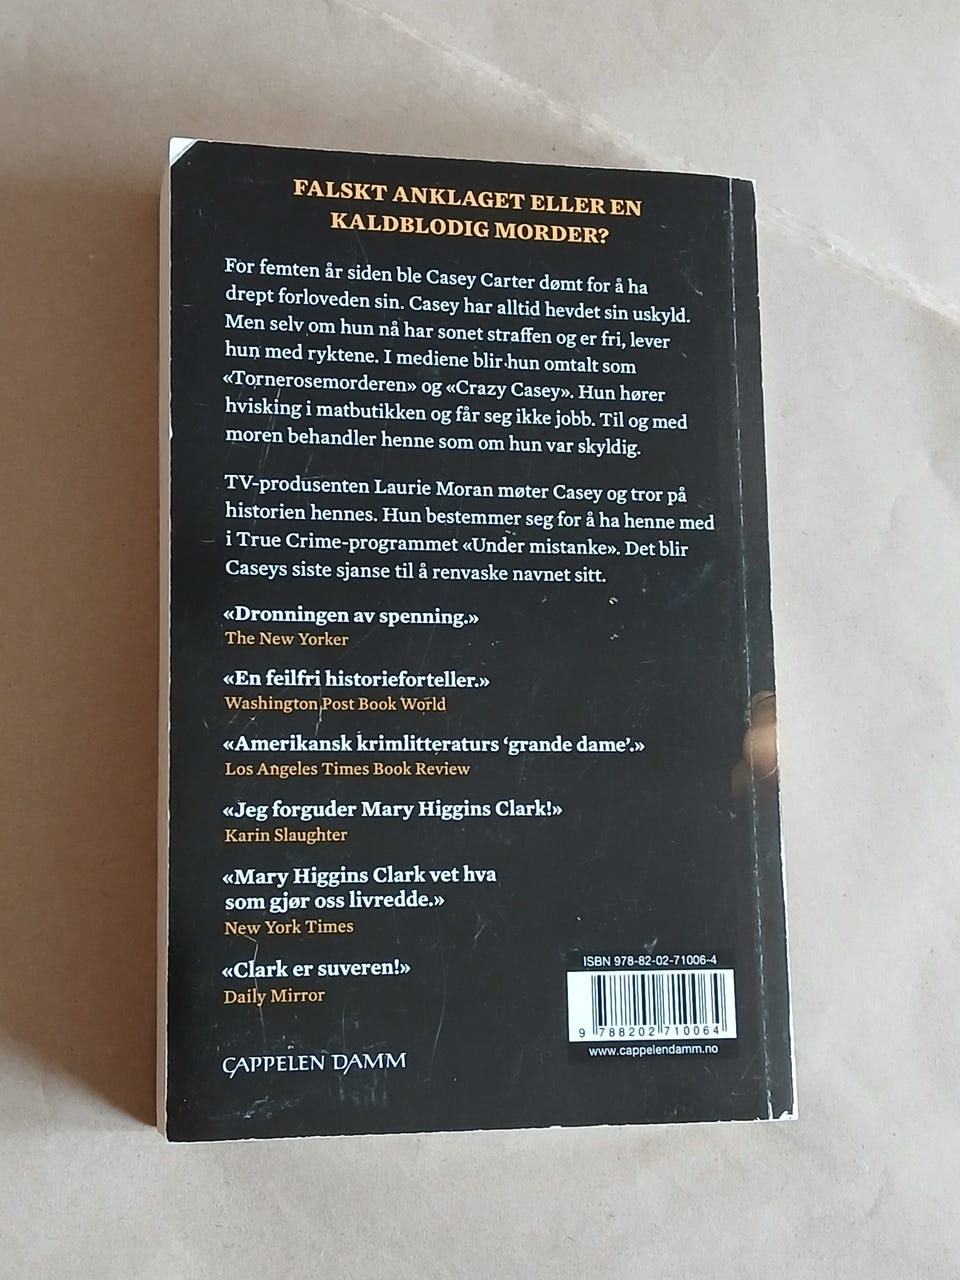 FALSKT ANKLAGET ELLER EN
KALDBLODIG MORDER?
For femten år siden ble Casey Carter dømt for å ha
drept forloveden sin. Casey har alltid hevdet sin uskyld.
Men selv om hun nå har sonet straffen og er fri, lever
hun med ryktene. I mediene blir hun omtalt som
«Tornerosemorderen» og «Crazy Casey». Hun hører
hvisking i matbutikken og får seg ikke jobb. Til og med
moren behandler henne som om hun var skyldig.
TV-produsenten Laurie Moran møter Casey og tror på
historien hennes. Hun bestemmer seg for å ha henne med
i True Crime-programmet «Under mistanke». Det blir
Caseys siste sjanse til å renvaske navnet sitt.
«Dronningen av spenning.»
The New Yorker
«En feilfri historieforteller.»
Washington Post Book World
«Amerikansk krimlitteraturs ‘grande dame’.»
Los Angeles Times Book Review
«Jeg forguder Mary Higgins Clark!»
Karin Slaughter
«Mary Higgins Clark vet hva
som gjør oss livredde.»
New York Times
«Clark er suveren!»
Daily Mirror
ISBN 978-82-02-71006-4
9 788202 710064
www.cappelendamm.no
CAPPELEN DAMM